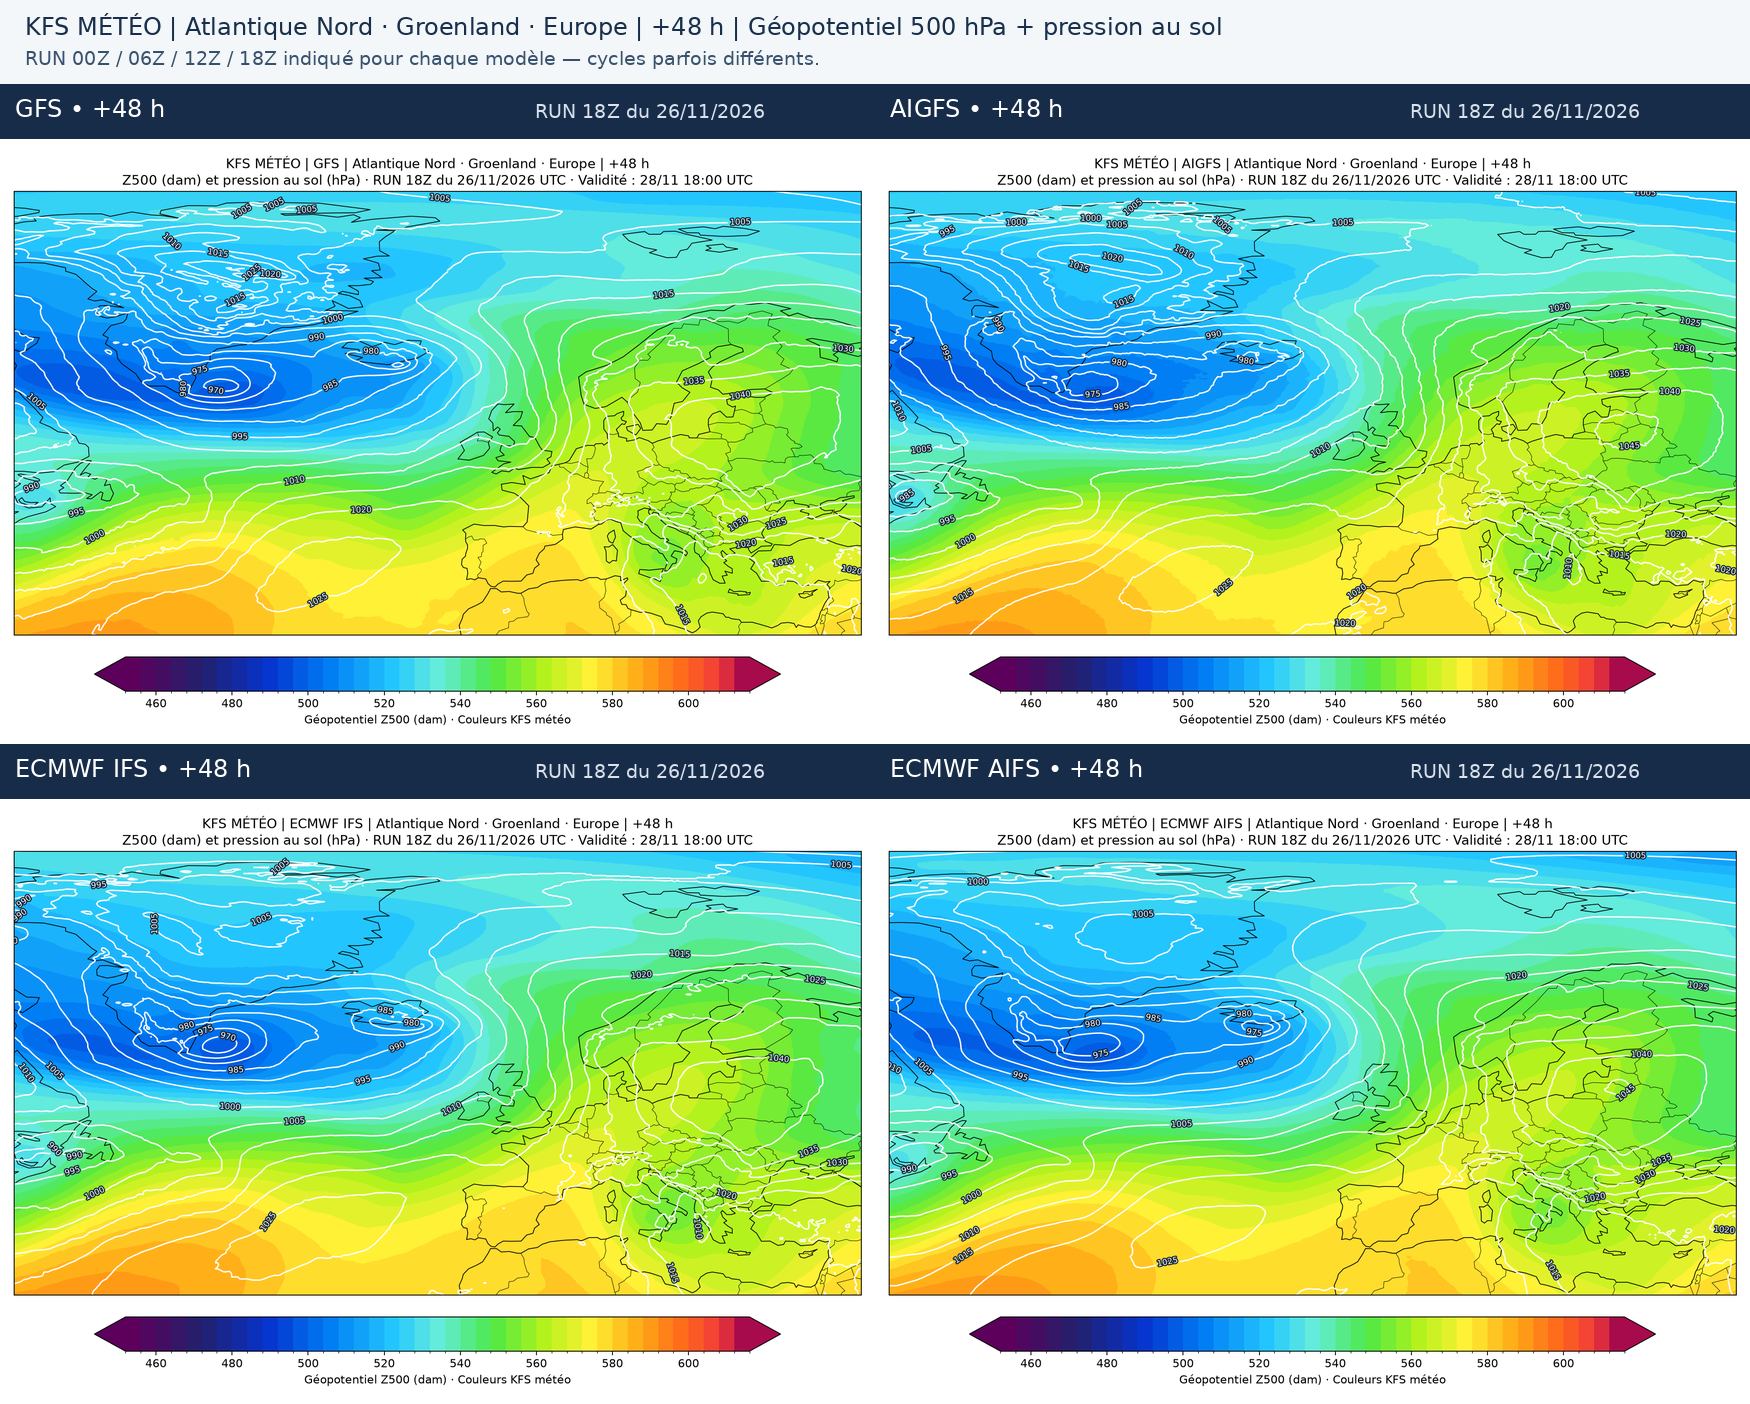 KFS MÉTÉO | Atlantique Nord · Groenland · Europe | +48 h | Géopotentiel 500 hPa + pression au sol
RUN 00Z / 06Z / 12Z / 18Z indiqué pour chaque modèle — cycles parfois différents.
GFS • +48 h
RUN 18Z du 26/11/2026
KFS MÉTÉO | GFS | Atlantique Nord · Groenland · Europe | +48 h
Z500 (dam) et pression au sol (hPa) · RUN 18Z du 26/11/2026 UTC · Validité : 28/11 18:00 UTC
460 480 500 520 540 560 580 600
Géopotentiel Z500 (dam) · Couleurs KFS météo
AIGFS • +48 h
RUN 18Z du 26/11/2026
KFS MÉTÉO | AIGFS | Atlantique Nord · Groenland · Europe | +48 h
Z500 (dam) et pression au sol (hPa) · RUN 18Z du 26/11/2026 UTC · Validité : 28/11 18:00 UTC
460 480 500 520 540 560 580 600
Géopotentiel Z500 (dam) · Couleurs KFS météo
ECMWF IFS • +48 h
RUN 18Z du 26/11/2026
KFS MÉTÉO | ECMWF IFS | Atlantique Nord · Groenland · Europe | +48 h
Z500 (dam) et pression au sol (hPa) · RUN 18Z du 26/11/2026 UTC · Validité : 28/11 18:00 UTC
460 480 500 520 540 560 580 600
Géopotentiel Z500 (dam) · Couleurs KFS météo
ECMWF AIFS • +48 h
RUN 18Z du 26/11/2026
KFS MÉTÉO | ECMWF AIFS | Atlantique Nord · Groenland · Europe | +48 h
Z500 (dam) et pression au sol (hPa) · RUN 18Z du 26/11/2026 UTC · Validité : 28/11 18:00 UTC
460 480 500 520 540 560 580 600
Géopotentiel Z500 (dam) · Couleurs KFS météo